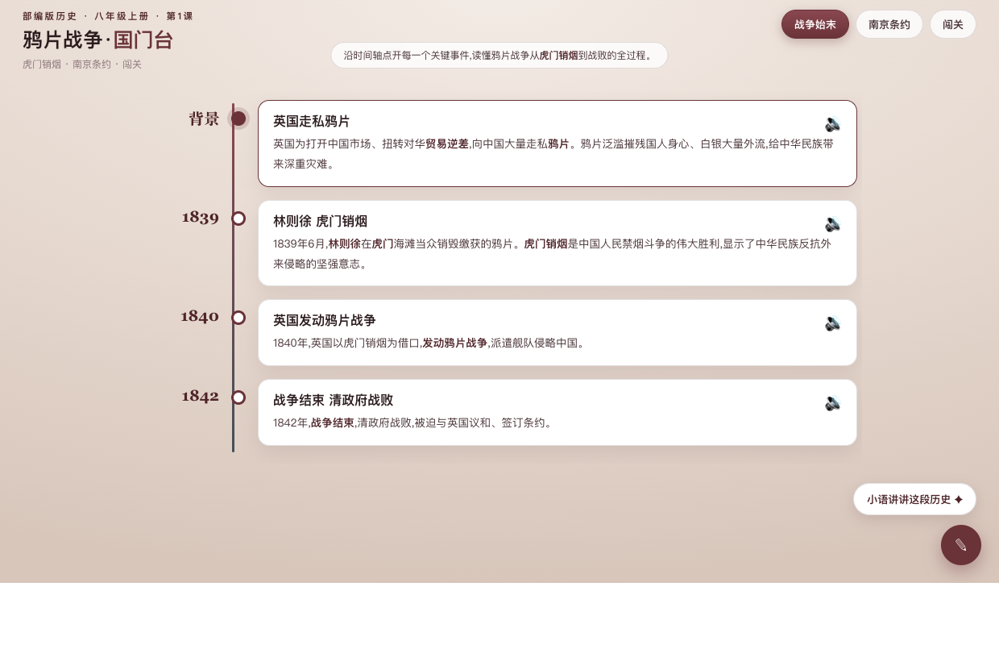 部编版历史 · 八年级上册 · 第1课
鸦片战争·国门台
虎门销烟 · 南京条约 · 闯关
战争始末
南京条约
闯关
沿时间轴点开每一个关键事件,读懂鸦片战争从虎门销烟到战败的全过程。
背景
英国走私鸦片
英国为打开中国市场、扭转对华贸易逆差,向中国大量走私鸦片。鸦片泛滥摧残国人身心、白银大量外流,给中华民族带
来深重灾难。
1839
林则徐 虎门销烟
1839年6月,林则徐在虎门海滩当众销毁缴获的鸦片。虎门销烟是中国人民禁烟斗争的伟大胜利,显示了中华民族反抗外
来侵略的坚强意志。
1840
英国发动鸦片战争
1840年,英国以虎门销烟为借口,发动鸦片战争,派遣舰队侵略中国。
1842
战争结束 清政府战败
1842年,战争结束,清政府战败,被迫与英国议和、签订条约。
小语讲讲这段历史 ✦